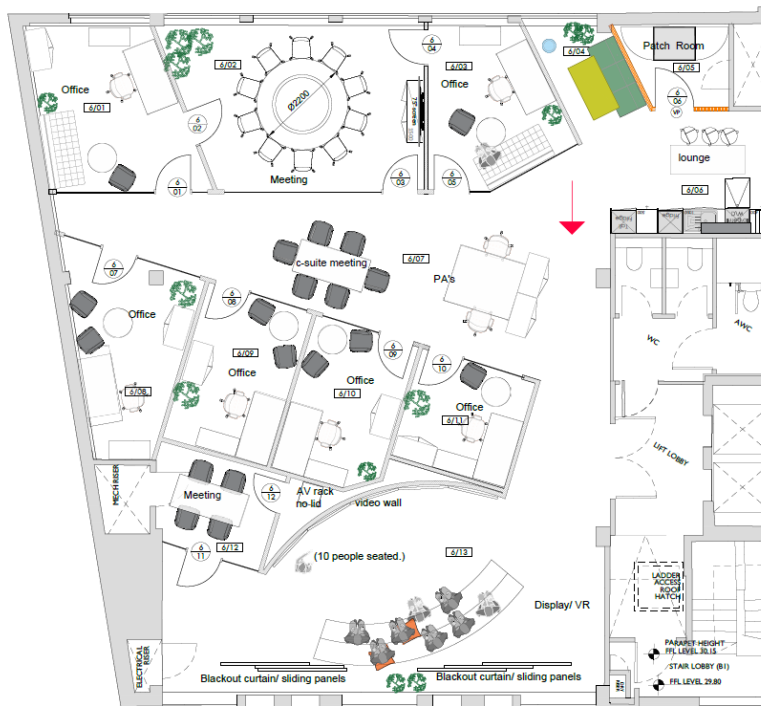 6
04
6/02
6/03
6/04
Patch Room
6/05
Office
6/01
Office
6
06
VP
Ø2200
6
02
Meeting
6
01
6
03
6
05
lounge
6/06
6
07
c-suite meeting
6/07
PA's
Office
6
08
6/09
Office
6
09
Office
6/10
6
10
Office
6/11
6/08
WC
AWC
LIFT LOBBY
MECH RISER
Meeting
6
12
AV rack
no lid
video wall
6
11
6/12
(10 people seated.)
6/13
LADDER
ACCESS
ROOF
HATCH
Display/ VR
ELECTRICAL
RISER
PARAPET HEIGHT
FFL LEVEL 30.15
STAIR LOBBY (B1)
FFL LEVEL 29.80
Blackout curtain/ sliding panels
Blackout curtain/ sliding panels